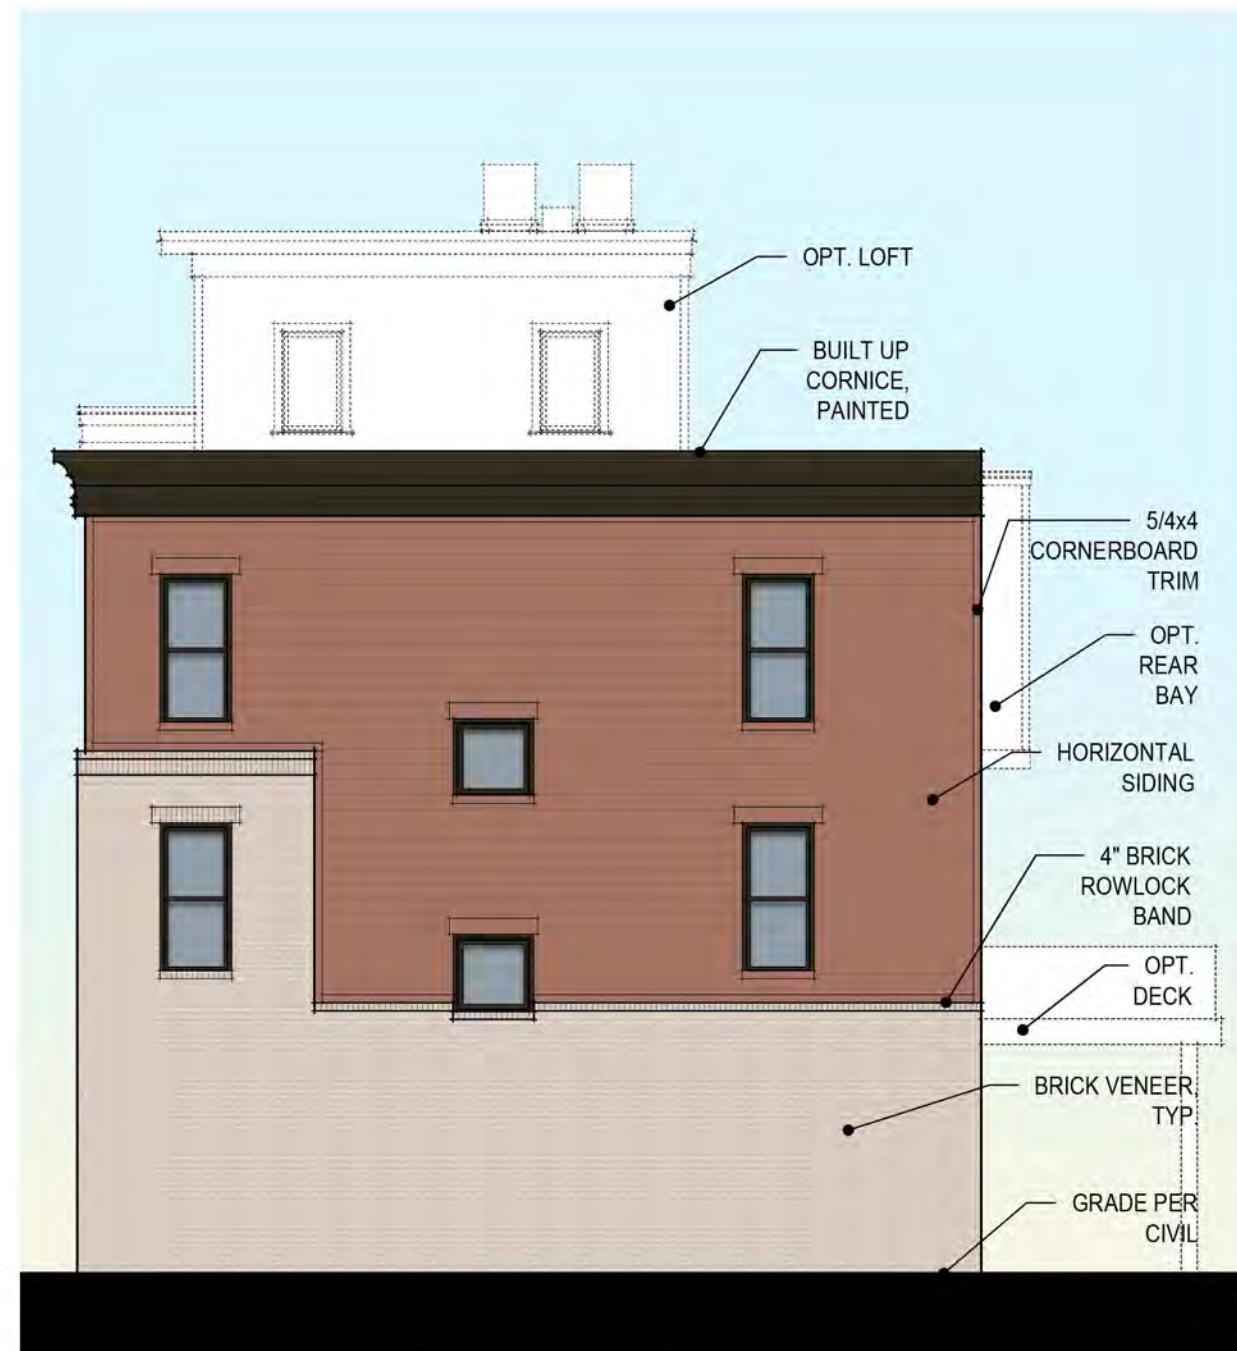 OPT. LOFT
BUILT UP
CORNICE,
PAINTED
5/4x4
CORNERBOARD
TRIM
OPT.
REAR
BAY
HORIZONTAL
SIDING
4" BRICK
ROWLOCK
BAND
OPT.
DECK
BRICK VENEER,
TYP.
GRADE PER
CIVIL